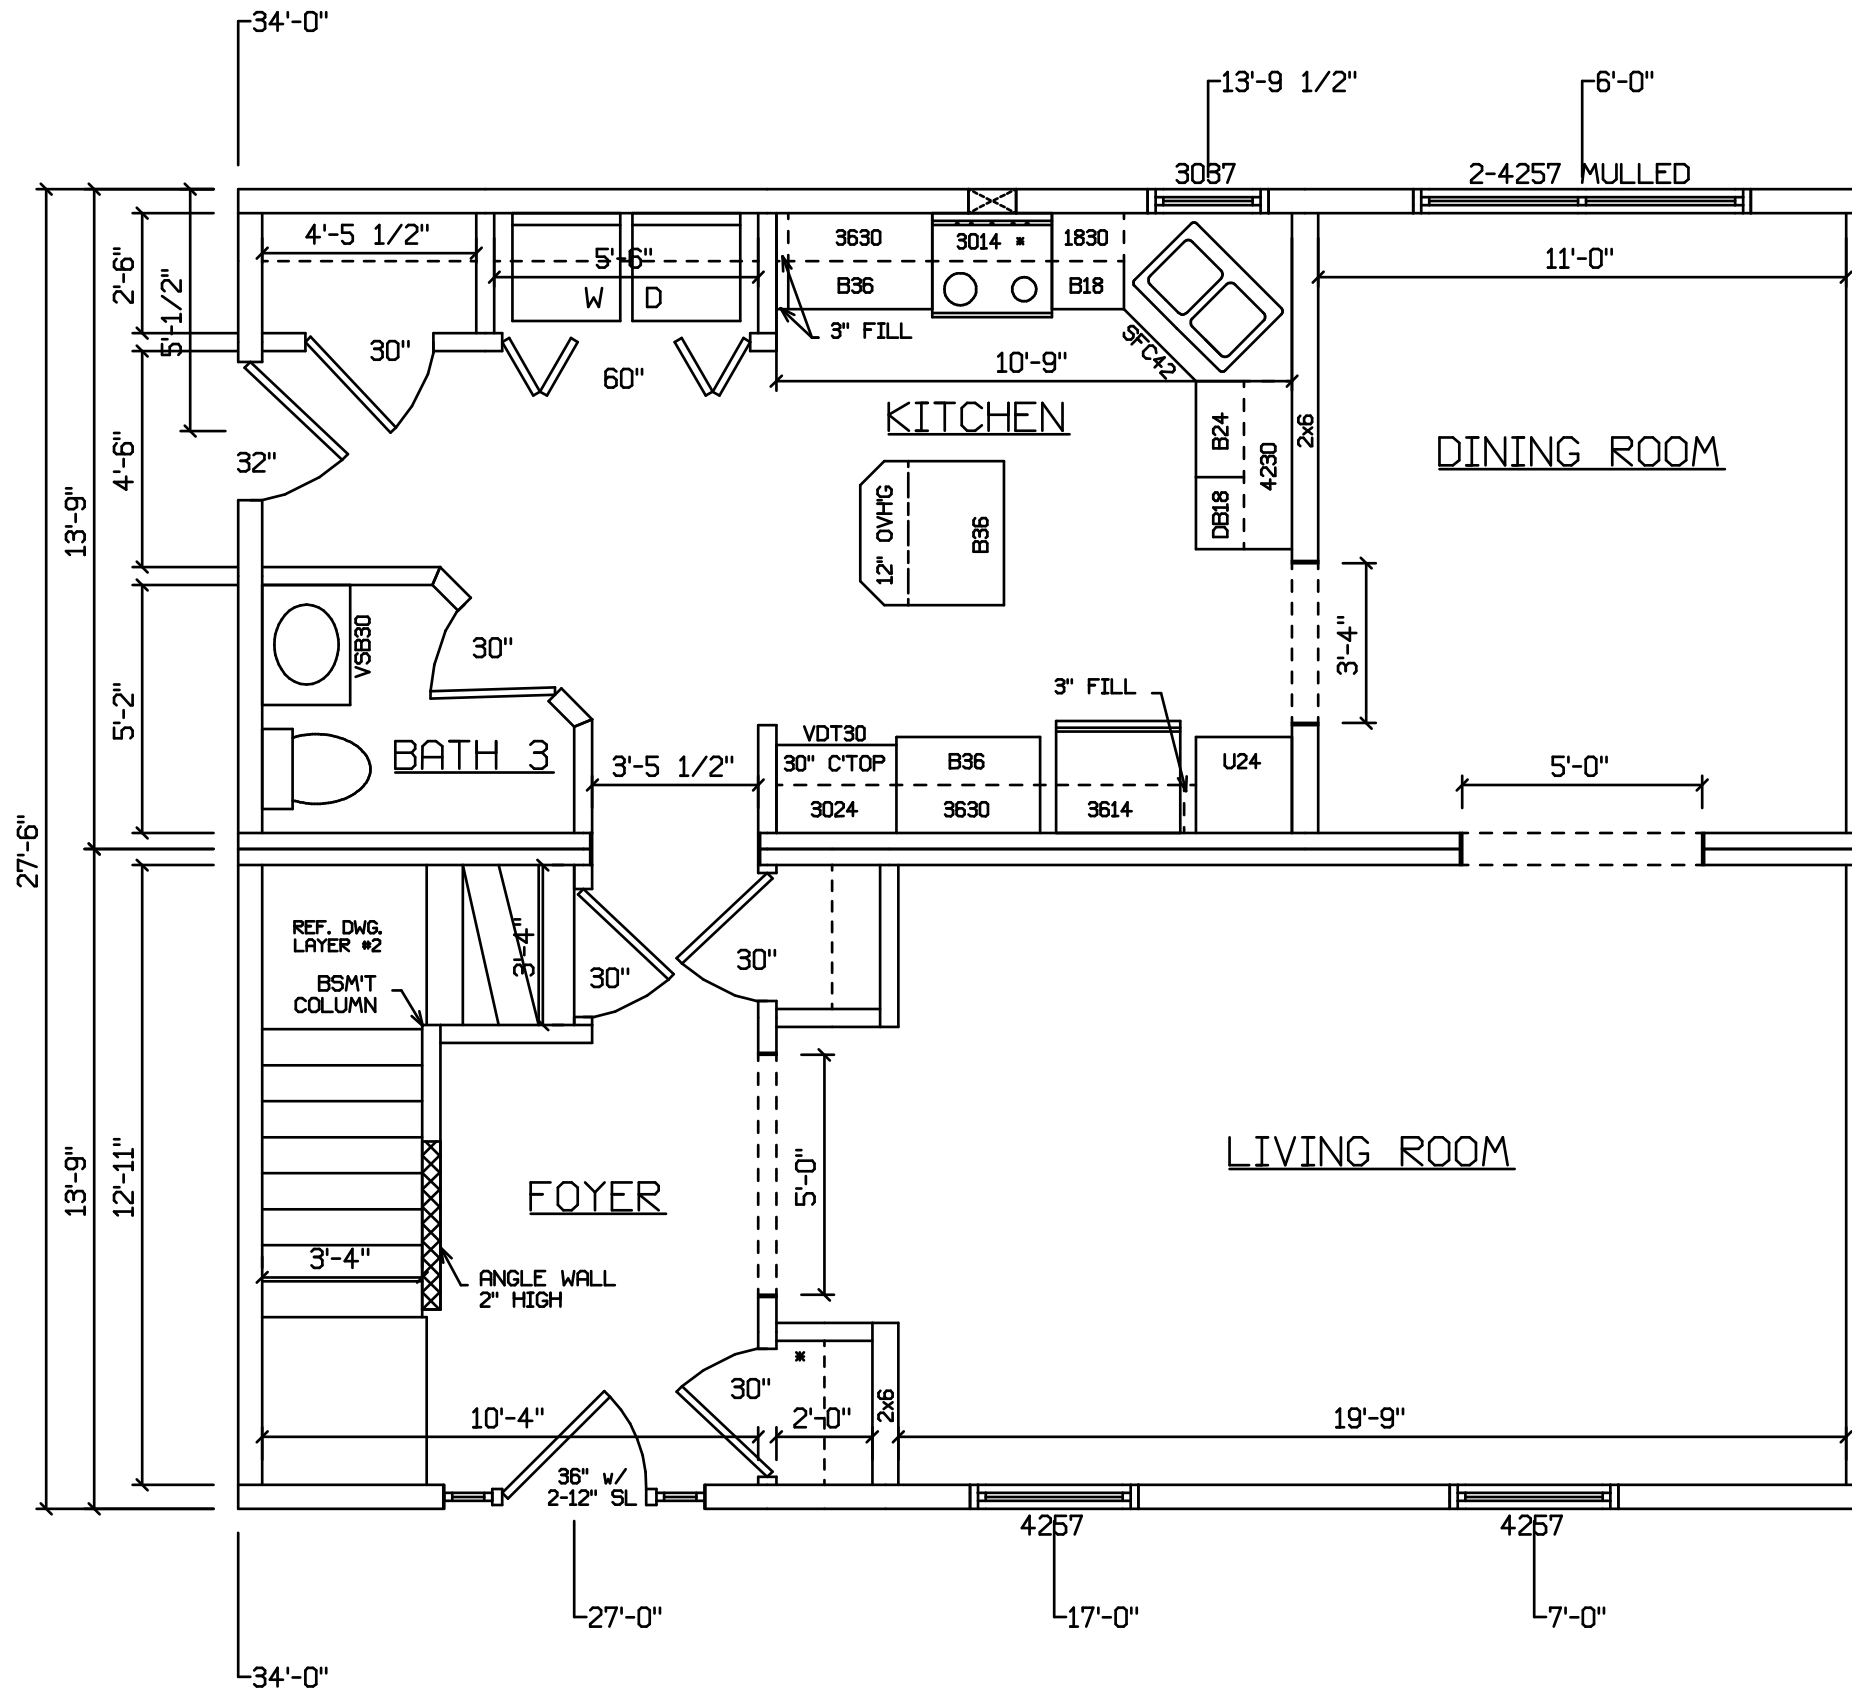 34'-0"
13'-9 1/2"
6'-0"
3037
2-4257 MULLED
4'-5 1/2"
5'-6"
W D
3630
B36
3014 *
1830
B18
11'-0"
2'-6"
5'-1/2"
30"
60"
3" FILL
SFC42
10'-9"
KITCHEN
DINING ROOM
32"
4'-6"
13'-9"
B24
4230
2x6
DB18
12" OVH'G
B36
30"
VSB30
3'-4"
3" FILL
5'-2"
BATH 3
3'-5 1/2"
VDT30
30" C'TOP
3024
B36
3630
3614
U24
5'-0"
27'-6"
REF. DWG.
LAYER #2
BSM'T
COLUMN
3'-4"
30"
30"
13'-9"
12'-11"
FOYER
5'-0"
LIVING ROOM
3'-4"
ANGLE WALL
2" HIGH
*
30"
10'-4"
2'-0"
2x6
19'-9"
36" w/
2-12" SL
4257
4257
27'-0"
17'-0"
7'-0"
34'-0"